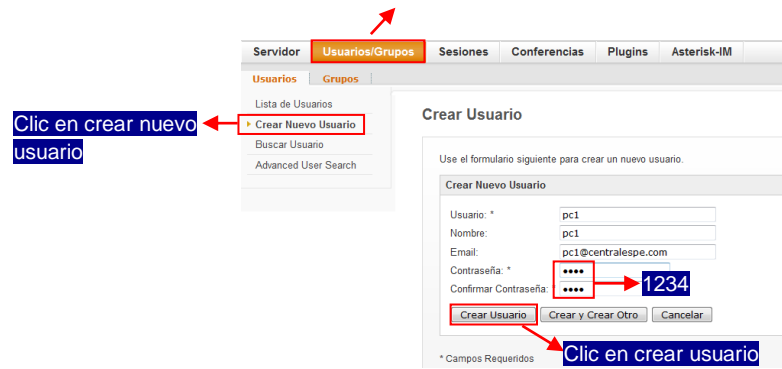 Servidor Usuarios/Grupos Sesiones Conferencias Plugins Asterisk-IM
Usuarios Grupos
Lista de Usuarios
Crear Nuevo Usuario
Buscar Usuario
Advanced User Search
Clic en crear nuevo
usuario
Crear Usuario
Use el formulario siguiente para crear un nuevo usuario.
Crear Nuevo Usuario
Usuario: * pc1
Nombre: pc1
Email: pc1@centralespe.com
Contraseña: * ••••
Confirmar Contraseña: * ••••
1234
Crear Usuario Crear y Crear Otro Cancelar
* Campos Requeridos
Clic en crear usuario